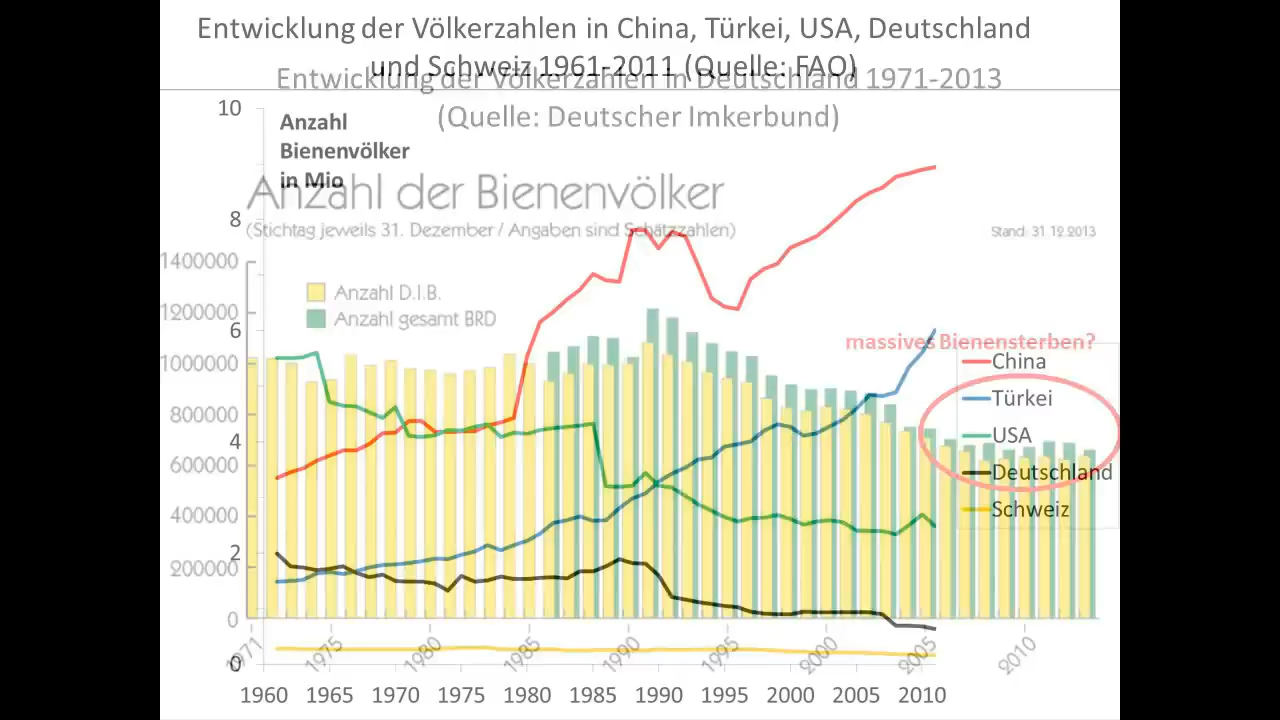 Entwicklung der Völkerzahlen in China, Türkei, USA, Deutschland
und Schweiz 1961-2011 (Quelle: FAO)
Entwicklung der Völkerzahlen in Deutschland 1971-2013
(Quelle: Deutscher Imkerbund)
Anzahl
Bienenvölker
in Mio
Anzahl der Bienenvölker
(Stichtag jeweils 31. Dezember / Angaben sind Schätzzahlen)
Stand: 31.12.2013
Anzahl D.I.B.
Anzahl gesamt BRD
massives Bienensterben?
China
Türkei
USA
Deutschland
Schweiz
10
8
6
4
2
0
1400000
1200000
1000000
800000
600000
400000
200000
0
1971 1975 1980 1985 1990 1995 2000 2005 2010
1960 1965 1970 1975 1980 1985 1990 1995 2000 2005 2010